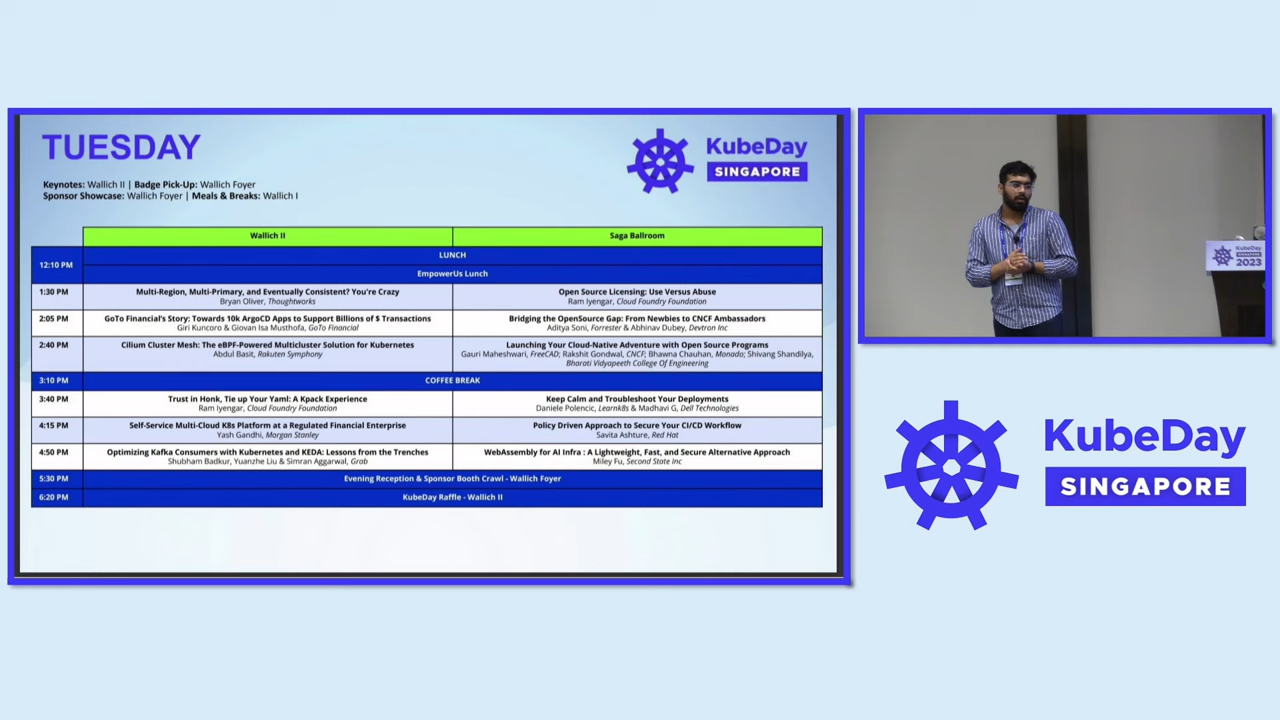 TUESDAY
Keynotes: Wallich II | Badge Pick-Up: Wallich Foyer
Sponsor Showcase: Wallich Foyer | Meals & Breaks: Wallich I
KubeDay
SINGAPORE
Wallich II
Saga Ballroom
12:10 PM
LUNCH
EmpowerUs Lunch
1:30 PM
Multi-Region, Multi-Primary, and Eventually Consistent? You're Crazy
Bryan Oliver, Thoughtworks
Open Source Licensing: Use Versus Abuse
Ram Iyengar, Cloud Foundry Foundation
2:05 PM
GoTo Financial's Story: Towards 10k ArgoCD Apps to Support Billions of $ Transactions
Giri Kuncoro & Giovan Isa Musthofa, GoTo Financial
Bridging the OpenSource Gap: From Newbies to CNCF Ambassadors
Aditya Soni, Forrester & Abhinav Dubey, Devtron Inc
2:40 PM
Cilium Cluster Mesh: The eBPF-Powered Multicluster Solution for Kubernetes
Abdul Basit, Rakuten Symphony
Launching Your Cloud-Native Adventure with Open Source Programs
Gauri Maheshwari, FreeCAD; Rakshit Gondwal, CNCF; Bhawna Chauhan, Monado; Shivang Shandilya,
Bharati Vidyapeeth College Of Engineering
3:10 PM
COFFEE BREAK
3:40 PM
Trust in Honk, Tie up Your Yaml: A Kpack Experience
Ram Iyengar, Cloud Foundry Foundation
Keep Calm and Troubleshoot Your Deployments
Daniele Polencic, Learnk8s & Madhavi G, Dell Technologies
4:15 PM
Self-Service Multi-Cloud K8s Platform at a Regulated Financial Enterprise
Yash Gandhi, Morgan Stanley
Policy Driven Approach to Secure Your CI/CD Workflow
Savita Ashture, Red Hat
4:50 PM
Optimizing Kafka Consumers with Kubernetes and KEDA: Lessons from the Trenches
Shubham Badkur, Yuanzhe Liu & Simran Aggarwal, Grab
WebAssembly for AI Infra : A Lightweight, Fast, and Secure Alternative Approach
Miley Fu, Second State Inc
5:30 PM
Evening Reception & Sponsor Booth Crawl - Wallich Foyer
6:20 PM
KubeDay Raffle - Wallich II
KubeDay
SINGAPORE
2023
KubeDay
SINGAPORE